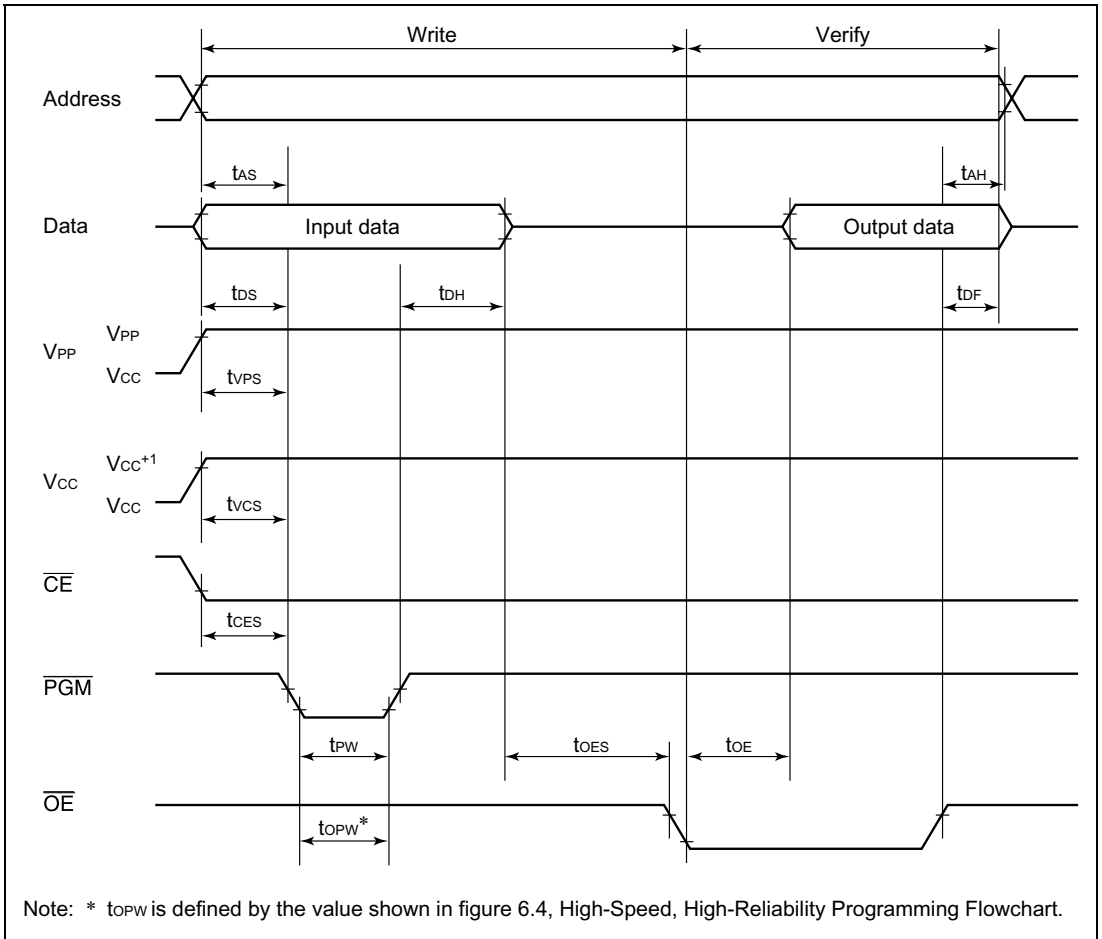 Write Verify
Address
tAS tAH
Data Input data Output data
tDS tDH tDF
VPP VPP
VCC
tVPS
VCC VCC+1
VCC
tVCS
CE
tCES
PGM
tPW tOES tOE
OE
tOPW*
Note: * tOPW is defined by the value shown in figure 6.4, High-Speed, High-Reliability Programming Flowchart.